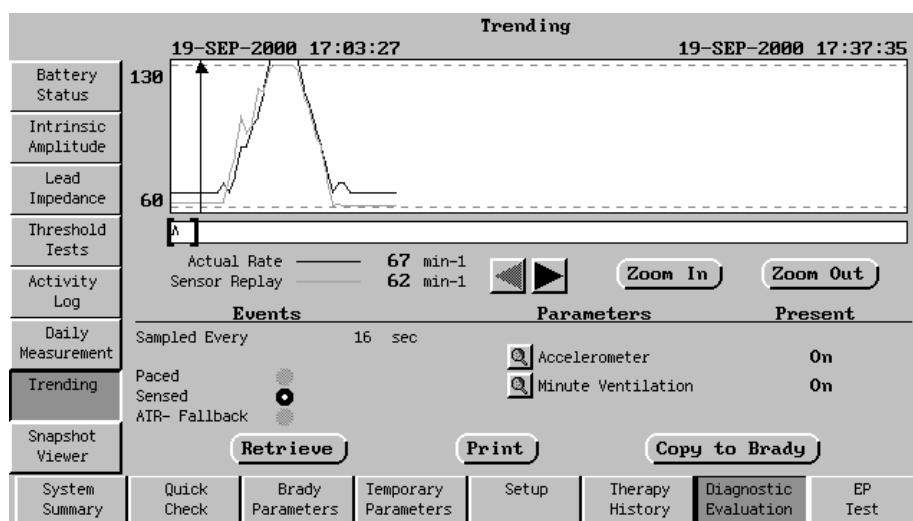 Trending
19-SEP-2000 17:03:27
19-SEP-2000 17:37:35
130
60
Battery
Status
Intrinsic
Amplitude
Lead
Impedance
Threshold
Tests
Activity
Log
Daily
Measurement
Trending
Snapshot
Viewer
Actual Rate 67 min-1
Sensor Replay 62 min-1
Zoom In
Zoom Out
Events
Sampled Every 16 sec
Paced
Sensed
AIR- Fallback
Parameters Present
Accelerometer On
Minute Ventilation On
Retrieve
Print
Copy to Brady
System
Summary
Quick
Check
Brady
Parameters
Temporary
Parameters
Setup
Therapy
History
Diagnostic
Evaluation
EP
Test